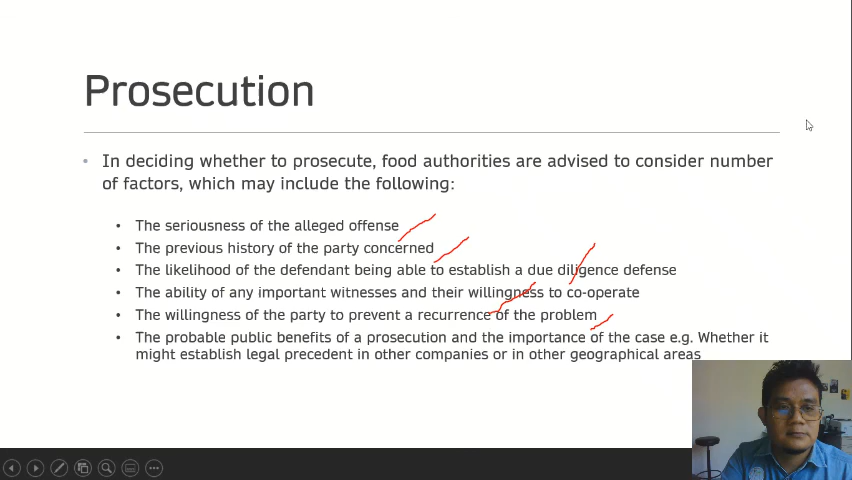 Prosecution
In deciding whether to prosecute, food authorities are advised to consider number
of factors, which may include the following:
The seriousness of the alleged offense
The previous history of the party concerned
The likelihood of the defendant being able to establish a due diligence defense
The ability of any important witnesses and their willingness to co-operate
The willingness of the party to prevent a recurrence of the problem
The probable public benefits of a prosecution and the importance of the case e.g. Whether it
might establish legal precedent in other companies or in other geographical areas